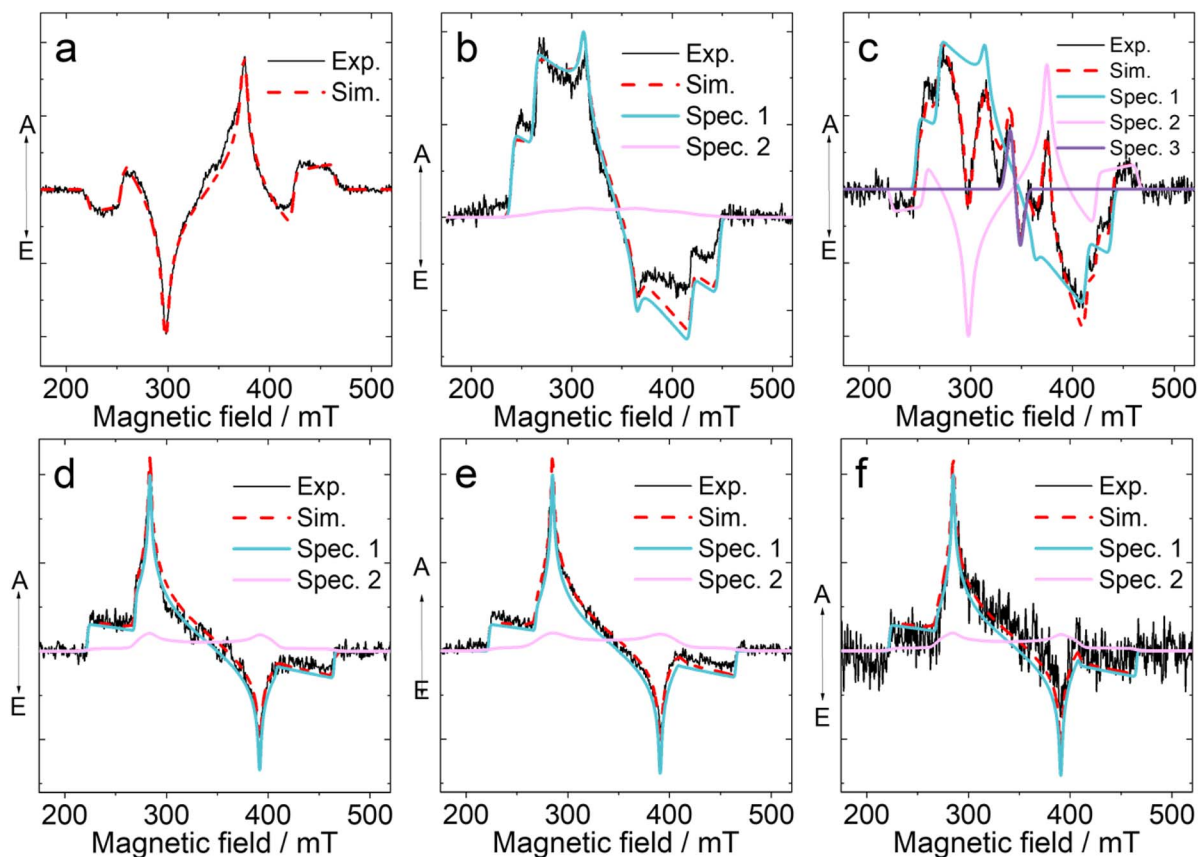 a
Exp.
Sim.
A
E
200 300 400 500
Magnetic field / mT
b
Exp.
Sim.
Spec. 1
Spec. 2
A
E
200 300 400 500
Magnetic field / mT
c
Exp.
Sim.
Spec. 1
Spec. 2
Spec. 3
A
E
200 300 400 500
Magnetic field / mT
d
Exp.
Sim.
Spec. 1
Spec. 2
A
E
200 300 400 500
Magnetic field / mT
e
Exp.
Sim.
Spec. 1
Spec. 2
A
E
200 300 400 500
Magnetic field / mT
f
Exp.
Sim.
Spec. 1
Spec. 2
A
E
200 300 400 500
Magnetic field / mT